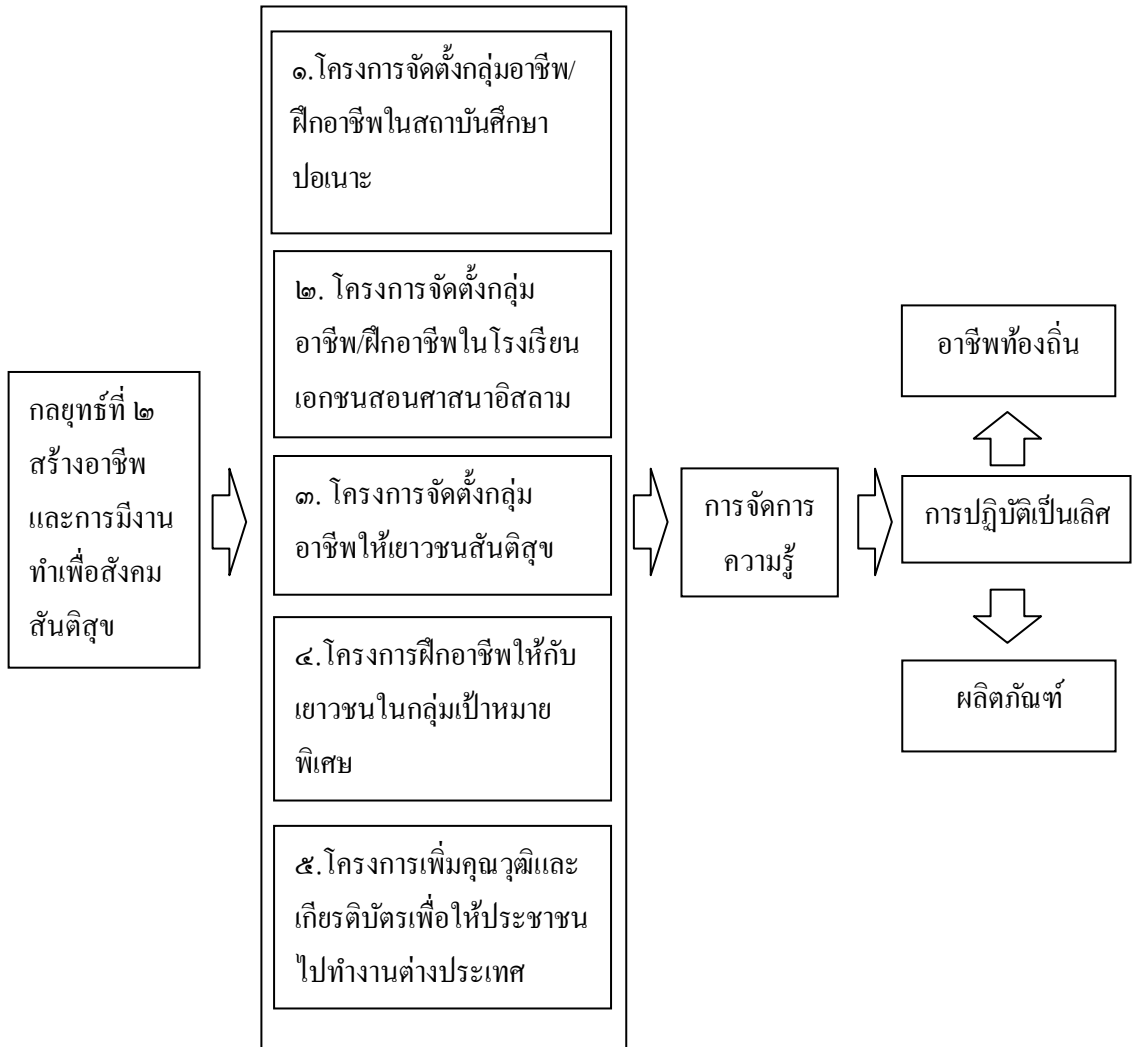 กลยุทธ์ที่ ๒
สร้างอาชีพ
และการมีงาน
ทำเพื่อสังคม
สันติสุข
๑.โครงการจัดตั้งกลุ่มอาชีพ/
ฝึกอาชีพในสถาบันศึกษา
ปอเนาะ
๒. โครงการจัดตั้งกลุ่ม
อาชีพ/ฝึกอาชีพในโรงเรียน
เอกชนสอนศาสนาอิสลาม
๓. โครงการจัดตั้งกลุ่ม
อาชีพให้เยาวชนสันติสุข
๔.โครงการฝึกอาชีพให้กับ
เยาวชนในกลุ่มเป้าหมาย
พิเศษ
๕.โครงการเพิ่มคุณวุฒิและ
เกียรติบัตรเพื่อให้ประชาชน
ไปทำงานต่างประเทศ
การจัดการ
ความรู้
อาชีพท้องถิ่น
การปฏิบัติเป็นเลิศ
ผลิตภัณฑ์